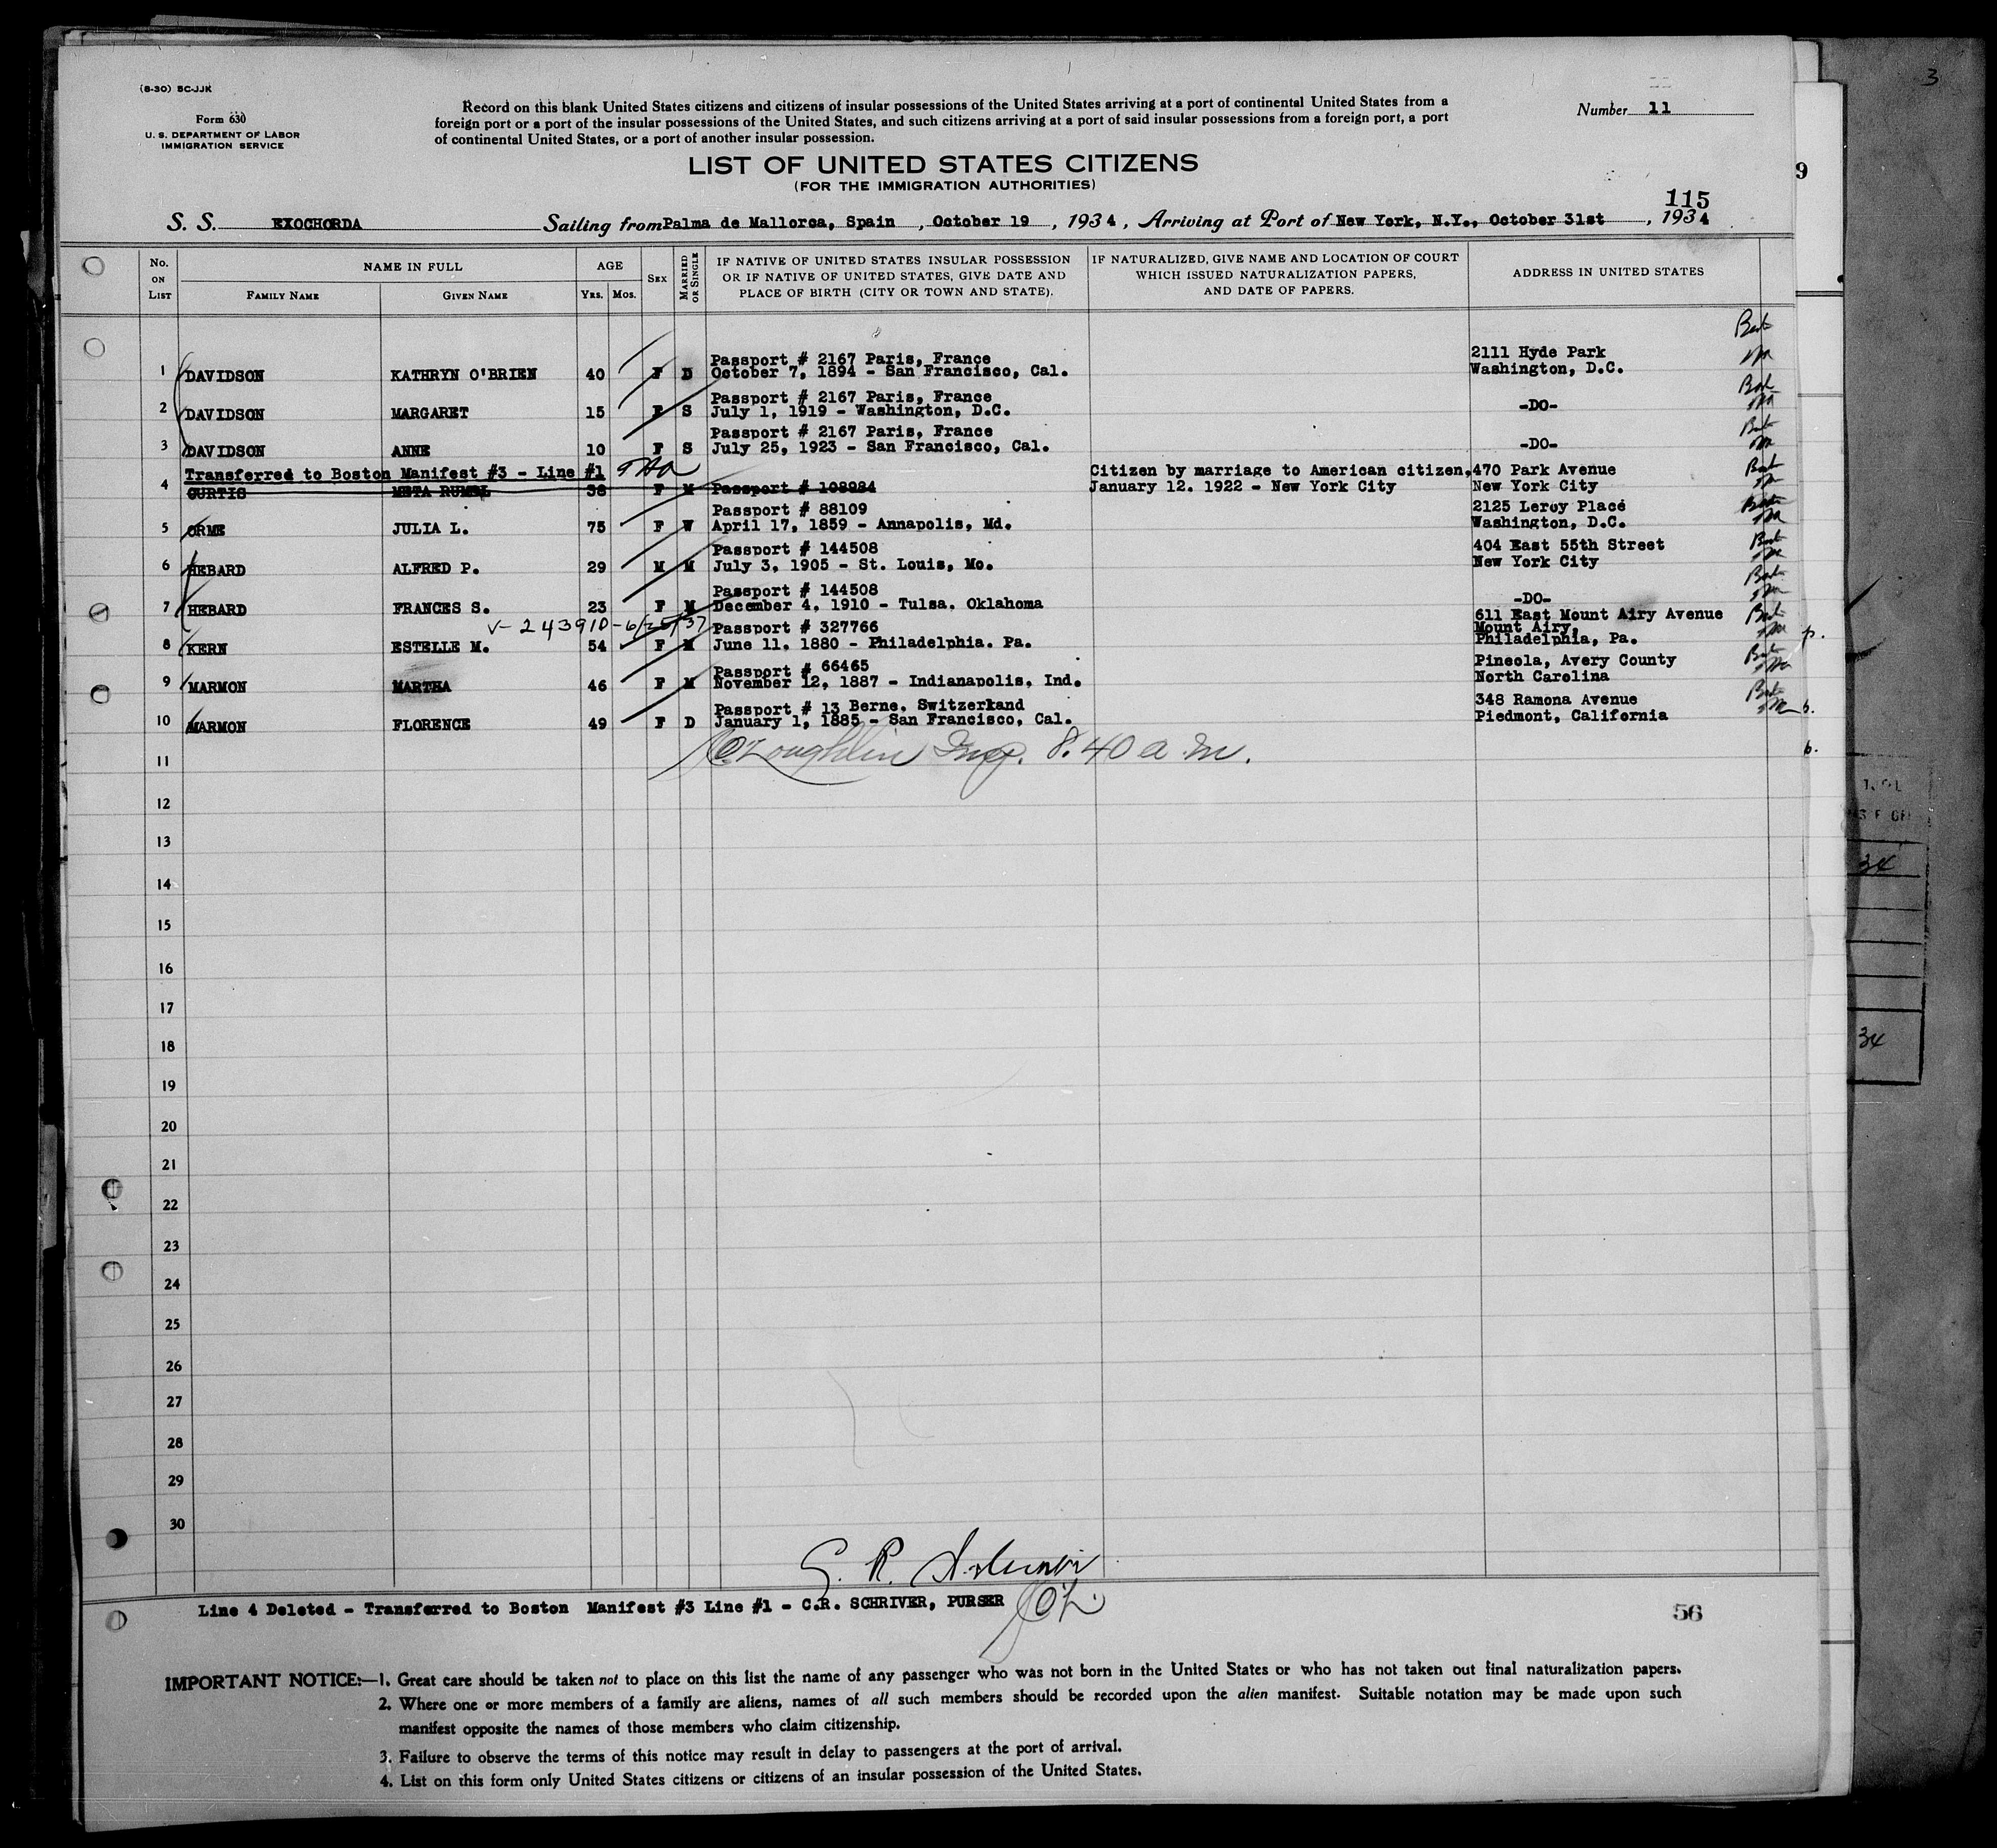 3
(8-30) 5C-JJK
Form 630
U. S. DEPARTMENT OF LABOR
IMMIGRATION SERVICE
Record on this blank United States citizens and citizens of insular possessions of the United States arriving at a port of continental United States from a
foreign port or a port of the insular possessions of the United States, and such citizens arriving at a port of said insular possessions from a foreign port, a port
of continental United States, or a port of another insular possession.
Number 11
LIST OF UNITED STATES CITIZENS
(FOR THE IMMIGRATION AUTHORITIES)
9
115
S. S. EXOCHORDA Sailing from Palma de Mallorca, Spain , October 19 , 1934 , Arriving at Port of New York, N.Y., October 31st , 1934
No. ON LIST
NAME IN FULL
FAMILY NAME
GIVEN NAME
AGE
YRS. MOS.
SEX
MARRIED OR SINGLE
IF NATIVE OF UNITED STATES INSULAR POSSESSION
OR IF NATIVE OF UNITED STATES, GIVE DATE AND
PLACE OF BIRTH (CITY OR TOWN AND STATE).
IF NATURALIZED, GIVE NAME AND LOCATION OF COURT
WHICH ISSUED NATURALIZATION PAPERS,
AND DATE OF PAPERS.
ADDRESS IN UNITED STATES
Passport # 2167 Paris, France 2111 Hyde Park
1 DAVIDSON KATHRYN O'BRIEN 40 F D October 7, 1894 - San Francisco, Cal. Washington, D.C.
Passport # 2167 Paris, France
2 DAVIDSON MARGARET 15 F S July 1, 1919 - Washington, D.C. -DO-
Passport # 2167 Paris, France
3 DAVIDSON ANNE 10 F S July 25, 1923 - San Francisco, Cal. -DO-
Transferred to Boston Manifest #3 - Line #1 Citizen by marriage to American citizen, 470 Park Avenue
4 CURTIS META RUMEL 38 F M Passport # 108984 January 12. 1922 - New York City New York City
Passport # 88109 2125 Leroy Place
5 ORME JULIA L. 75 F W April 17, 1859 - Annapolis, Md. Washington, D.C.
Passport # 144508 404 East 55th Street
6 HEBARD ALFRED P. 29 M M July 3, 1905 - St. Louis, Mo. New York City
Passport # 144508
7 HEBARD FRANCES S. 23 F M December 4, 1910 - Tulsa, Oklahoma -DO-
V-243910-6/25/37 Passport # 327766 611 East Mount Airy Avenue
Mount Airy,
8 KERN ESTELLE M. 54 F M June 11, 1880 - Philadelphia. Pa. Philadelphia, Pa.
Passport # 66465 Pineola, Avery County
9 MARMON MARTHA 46 F M November 12, 1887 - Indianapolis, Ind. North Carolina
Passport # 13 Berne, Switzerland 348 Ramona Avenue
10 MARMON FLORENCE 49 F D January 1, 1885 - San Francisco, Cal. Piedmont, California
O'Loughlin Insp. 8.40 a.m.
11
12
13
14
15
16
17
18
19
20
21
22
23
24
25
26
27
28
29
30
34
34
Line 4 Deleted - Transferred to Boston Manifest #3 Line #1 - C.R. SCHRIVER, PURSER
56
IMPORTANT NOTICE:—1. Great care should be taken not to place on this list the name of any passenger who was not born in the United States or who has not taken out final naturalization papers.
2. Where one or more members of a family are aliens, names of all such members should be recorded upon the alien manifest. Suitable notation may be made upon such
manifest opposite the names of those members who claim citizenship.
3. Failure to observe the terms of this notice may result in delay to passengers at the port of arrival.
4. List on this form only United States citizens or citizens of an insular possession of the United States.